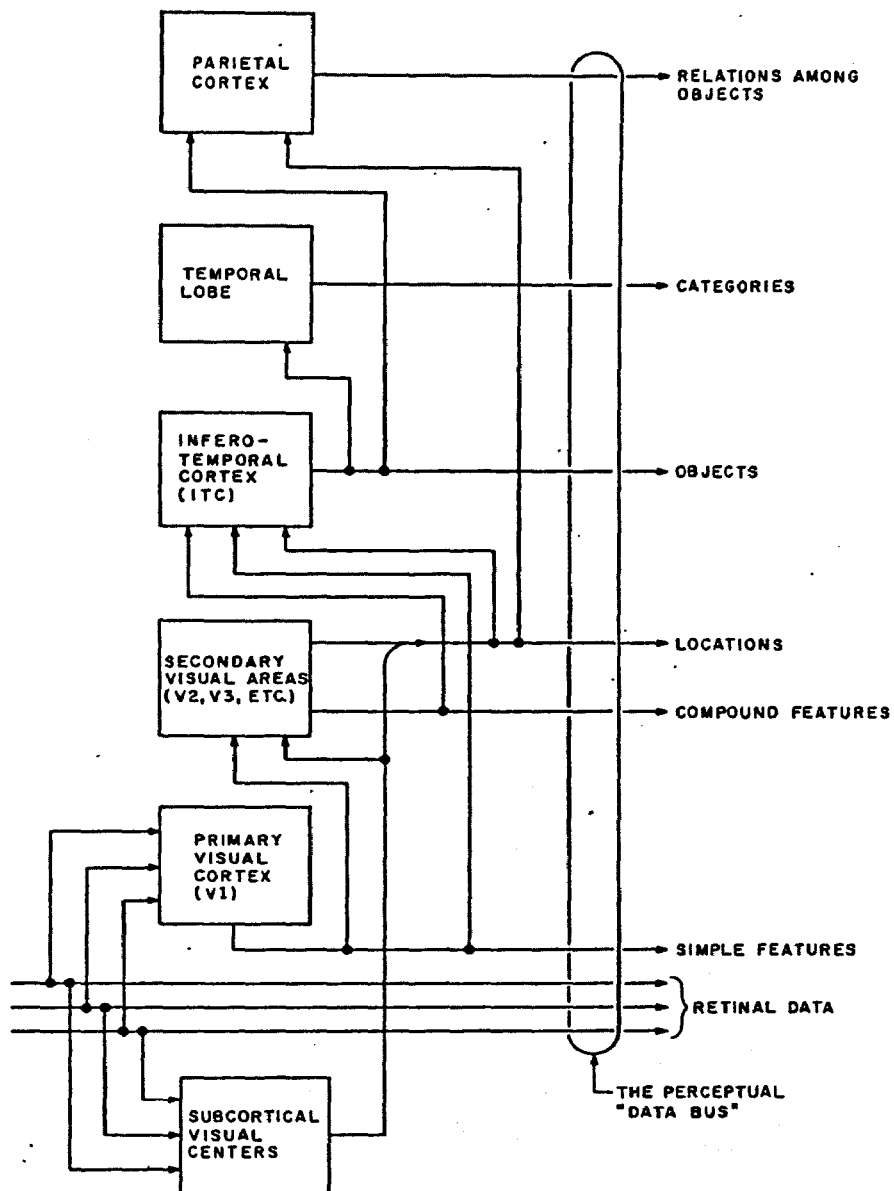 PARIETAL
CORTEX
RELATIONS AMONG
OBJECTS
TEMPORAL
LOBE
CATEGORIES
INFERO-
TEMPORAL
CORTEX
(ITC)
OBJECTS
LOCATIONS
SECONDARY
VISUAL AREAS
(V2, V3, ETC.)
COMPOUND FEATURES
PRIMARY
VISUAL
CORTEX
(V1)
SIMPLE FEATURES
RETINAL DATA
THE PERCEPTUAL
"DATA BUS"
SUBCORTICAL
VISUAL
CENTERS